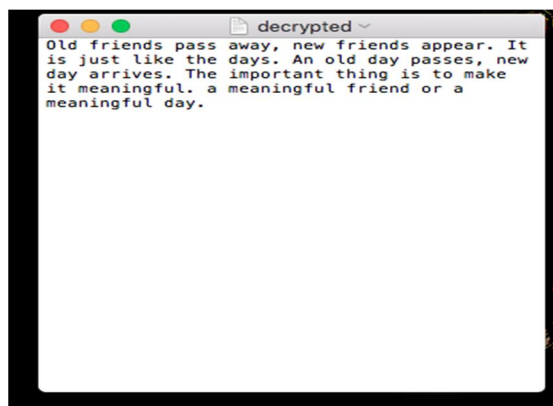 decrypted
Old friends pass away, new friends appear. It
is just like the days. An old day passes, new
day arrives. The important thing is to make
it meaningful. a meaningful friend or a
meaningful day.